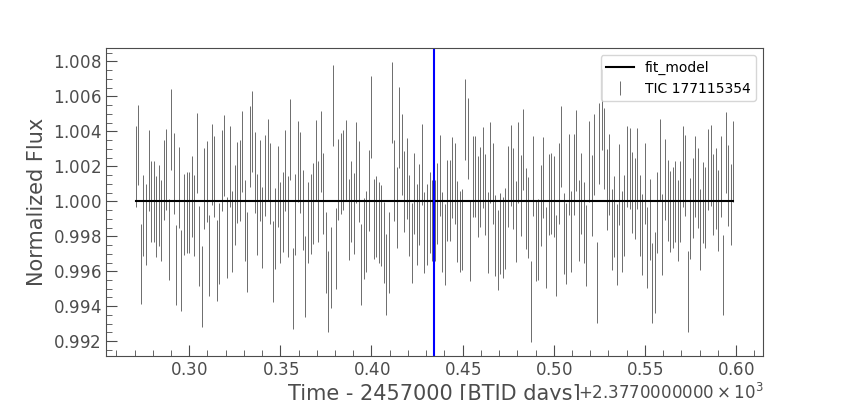 fit_model
TIC 177115354
Normalized Flux
1.008
1.006
1.004
1.002
1.000
0.998
0.996
0.994
0.992
0.30 0.35 0.40 0.45 0.50 0.55 0.60
Time - 2457000 [BTJD days]
+2.3770000000 × 10³